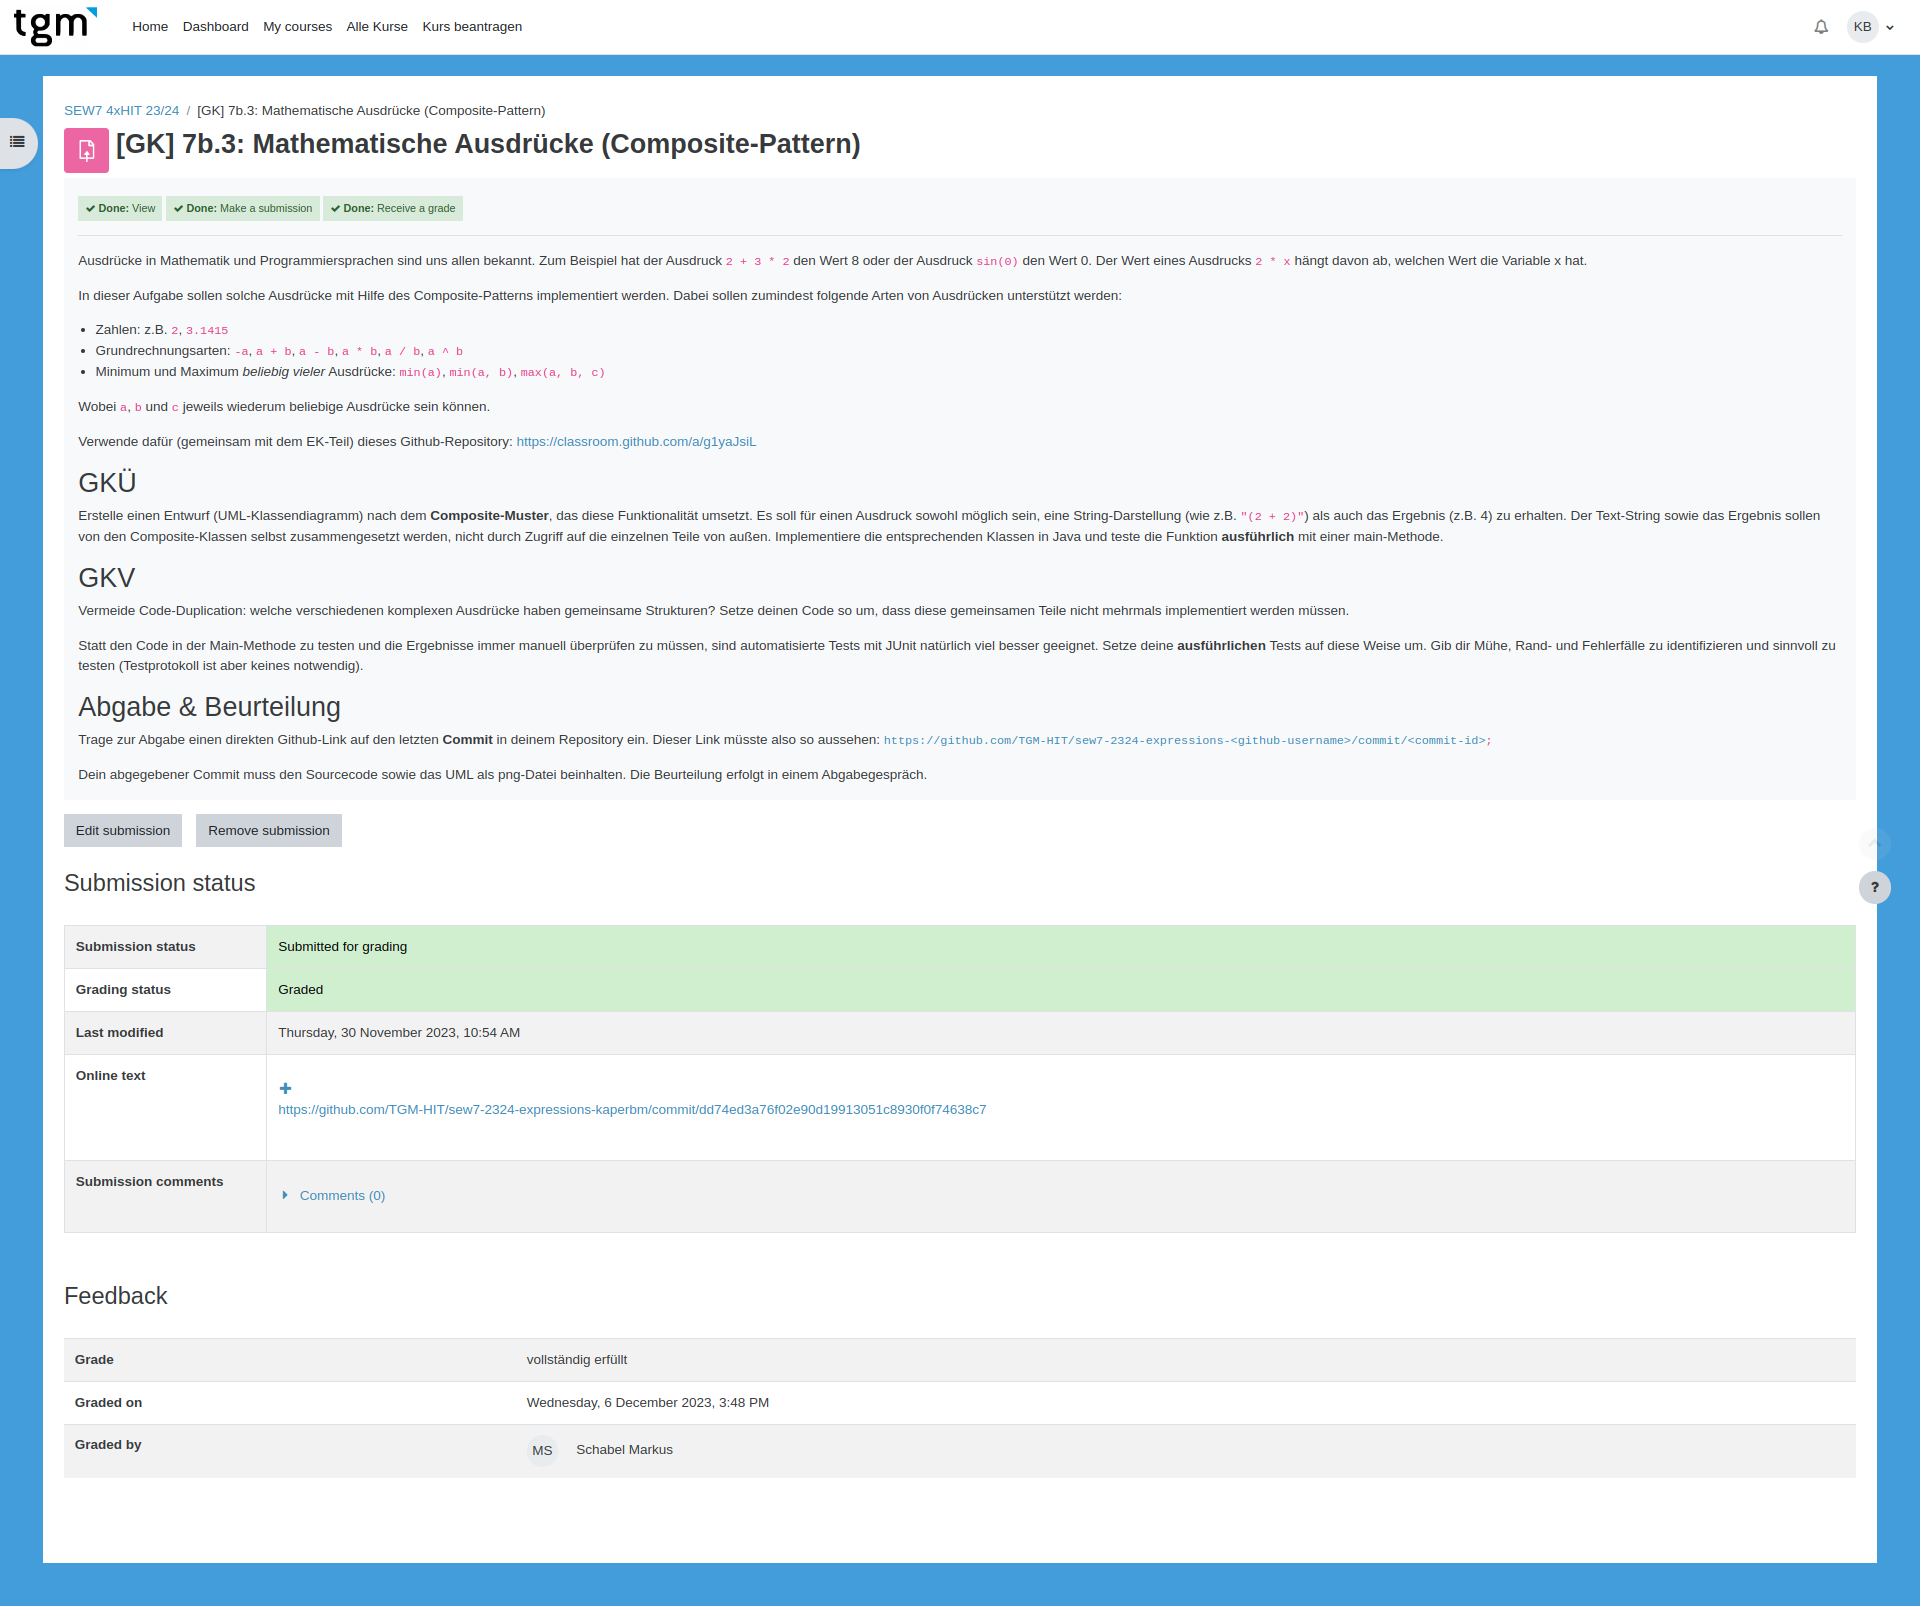 tgm
Home Dashboard My courses Alle Kurse Kurs beantragen
KB
SEW7 4xHIT 23/24 / [GK] 7b.3: Mathematische Ausdrücke (Composite-Pattern)
[GK] 7b.3: Mathematische Ausdrücke (Composite-Pattern)
Done: View Done: Make a submission Done: Receive a grade
Ausdrücke in Mathematik und Programmiersprachen sind uns allen bekannt. Zum Beispiel hat der Ausdruck 2 + 3 * 2 den Wert 8 oder der Ausdruck sin(0) den Wert 0. Der Wert eines Ausdrucks 2 * x hängt davon ab, welchen Wert die Variable x hat.
In dieser Aufgabe sollen solche Ausdrücke mit Hilfe des Composite-Patterns implementiert werden. Dabei sollen zumindest folgende Arten von Ausdrücken unterstützt werden:
• Zahlen: z.B. 2, 3.1415
• Grundrechnungsarten: -a, a + b, a - b, a * b, a / b, a ^ b
• Minimum und Maximum beliebig vieler Ausdrücke: min(a), min(a, b), max(a, b, c)
Wobei a, b und c jeweils wiederum beliebige Ausdrücke sein können.
Verwende dafür (gemeinsam mit dem EK-Teil) dieses Github-Repository: https://classroom.github.com/a/g1yaJsiL
GKÜ
Erstelle einen Entwurf (UML-Klassendiagramm) nach dem Composite-Muster, das diese Funktionalität umsetzt. Es soll für einen Ausdruck sowohl möglich sein, eine String-Darstellung (wie z.B. "(2 + 2)") als auch das Ergebnis (z.B. 4) zu erhalten. Der Text-String sowie das Ergebnis sollen
von den Composite-Klassen selbst zusammengesetzt werden, nicht durch Zugriff auf die einzelnen Teile von außen. Implementiere die entsprechenden Klassen in Java und teste die Funktion ausführlich mit einer main-Methode.
GKV
Vermeide Code-Duplication: welche verschiedenen komplexen Ausdrücke haben gemeinsame Strukturen? Setze deinen Code so um, dass diese gemeinsamen Teile nicht mehrmals implementiert werden müssen.
Statt den Code in der Main-Methode zu testen und die Ergebnisse immer manuell überprüfen zu müssen, sind automatisierte Tests mit JUnit natürlich viel besser geeignet. Setze deine ausführlichen Tests auf diese Weise um. Gib dir Mühe, Rand- und Fehlerfälle zu identifizieren und sinnvoll zu
testen (Testprotokoll ist aber keines notwendig).
Abgabe & Beurteilung
Trage zur Abgabe einen direkten Github-Link auf den letzten Commit in deinem Repository ein. Dieser Link müsste also so aussehen: https://github.com/TGM-HIT/sew7-2324-expressions-<github-username>/commit/<commit-id>;
Dein abgegebener Commit muss den Sourcecode sowie das UML als png-Datei beinhalten. Die Beurteilung erfolgt in einem Abgabegespräch.
Edit submission Remove submission
?
Submission status
Submission status Submitted for grading
Grading status Graded
Last modified Thursday, 30 November 2023, 10:54 AM
Online text
https://github.com/TGM-HIT/sew7-2324-expressions-kaperbm/commit/dd74ed3a76f02e90d19913051c8930f0f74638c7
Submission comments Comments (0)
Feedback
Grade vollständig erfüllt
Graded on Wednesday, 6 December 2023, 3:48 PM
Graded by MS Schabel Markus